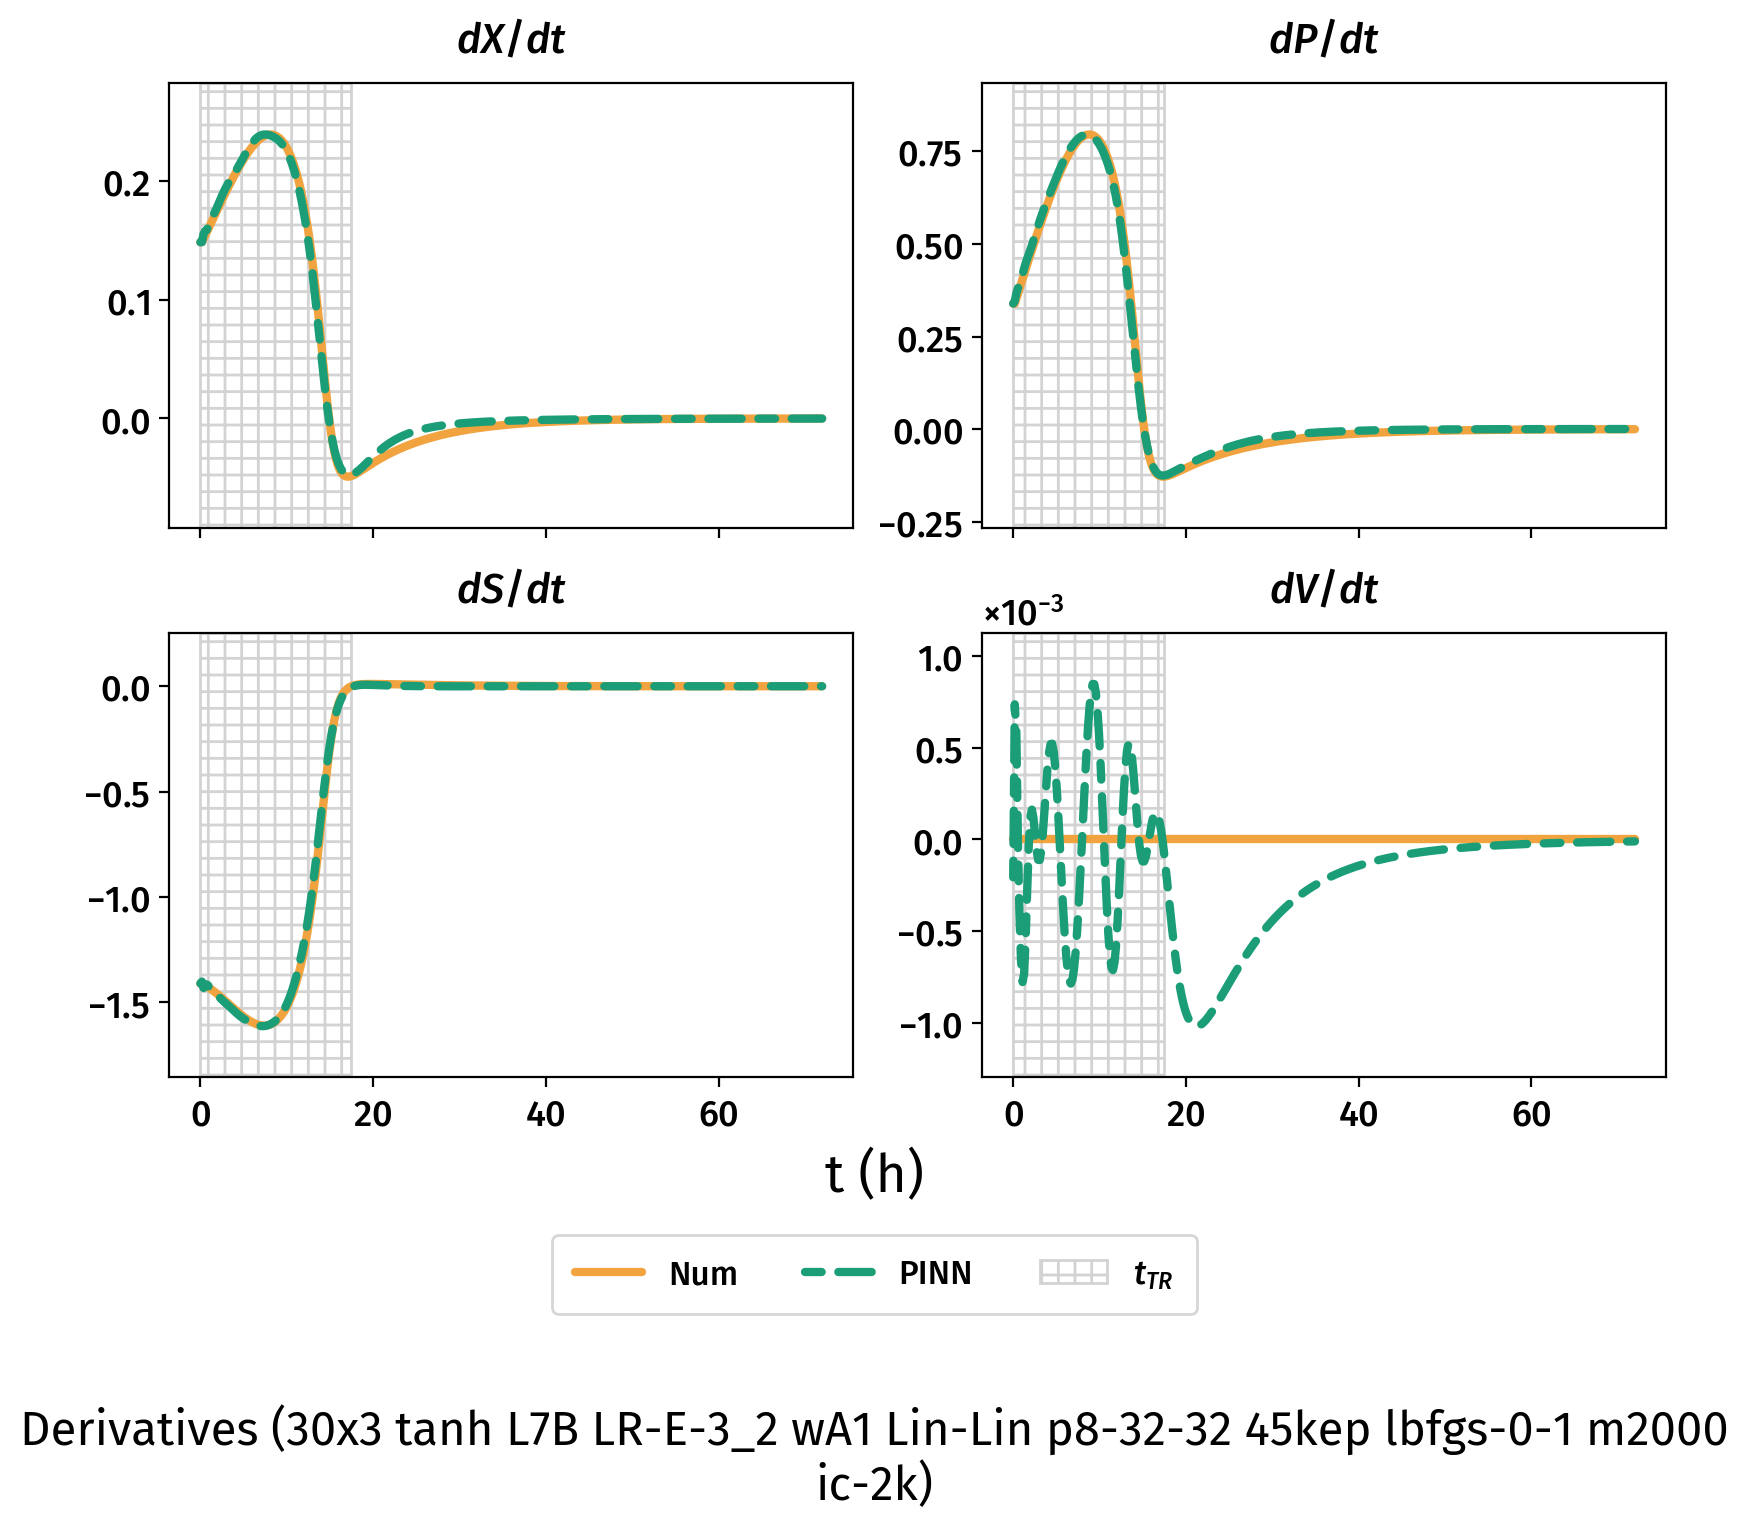 dX/dt
dP/dt
0.2
0.1
0.0
0.75
0.50
0.25
0.00
−0.25
dS/dt
dV/dt
×10⁻³
0.0
−0.5
−1.0
−1.5
0
20
40
60
1.0
0.5
0.0
−0.5
−1.0
0
20
40
60
t (h)
Num
PINN
t_TR
Derivatives (30x3 tanh L7B LR-E-3_2 wA1 Lin-Lin p8-32-32 45kep lbfgs-0-1 m2000
ic-2k)